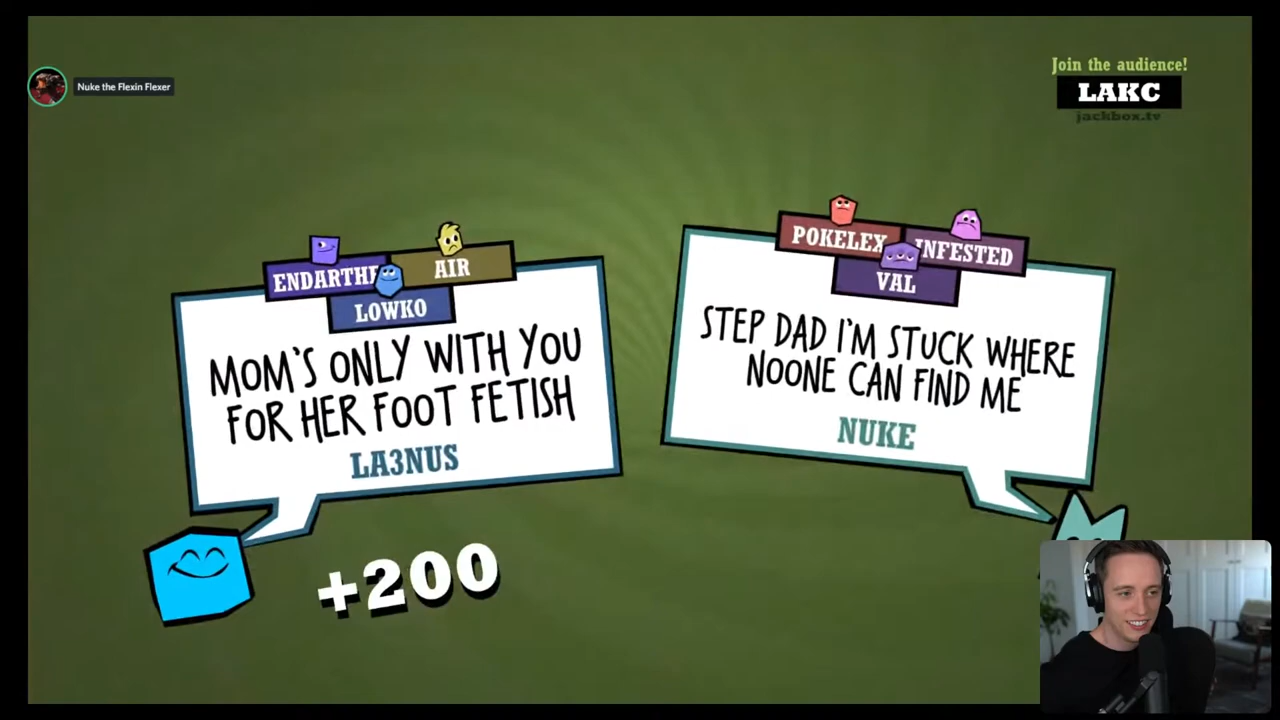 Join the audience!
LAKC
jackbox.tv
Nuke the Flexin Flexer
ENDARTHE
AIR
LOWKO
MOM'S ONLY WITH YOU
FOR HER FOOT FETISH
LA3NUS
POKELEX
INFESTED
VAL
STEP DAD I'M STUCK WHERE
NOONE CAN FIND ME
NUKE
+200